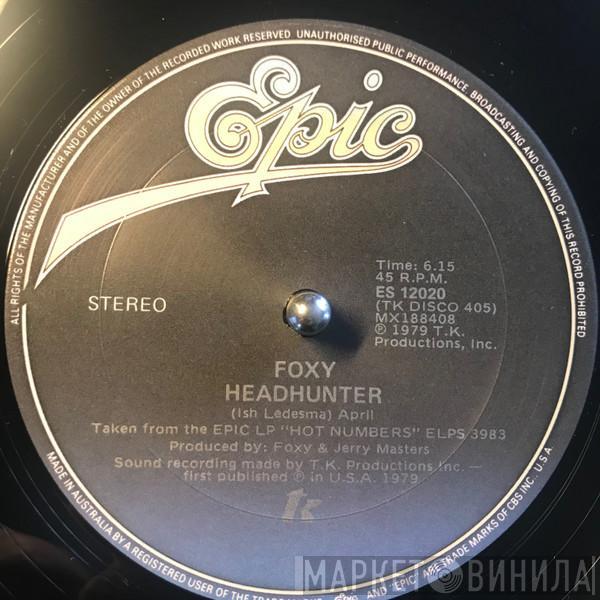 ALL RIGHTS OF THE MANUFACTURER AND OF THE OWNER OF THE RECORDED WORK RESERVED UNAUTHORISED PUBLIC PERFORMANCE, BROADCASTING AND COPYING OF THIS RECORD PROHIBITED
Epic
Time: 6.15
45 R.P.M.
STEREO
ES 12020
(TK DISCO 405)
MX188408
℗ 1979 T.K.
Productions, Inc.
FOXY
HEADHUNTER
(Ish Ledesma) April
Taken from the EPIC LP "HOT NUMBERS" ELPS 3983
Produced by: Foxy & Jerry Masters
Sound recording made by T.K. Productions Inc. —
first published ℗ in U.S.A. 1979
tk
MADE IN AUSTRALIA BY A REGISTERED USER OF THE TRADE MARKS Epic AND "EPIC" ARE TRADE MARKS OF CBS INC. U.S.A
МАРКЕТ ВИНИЛА